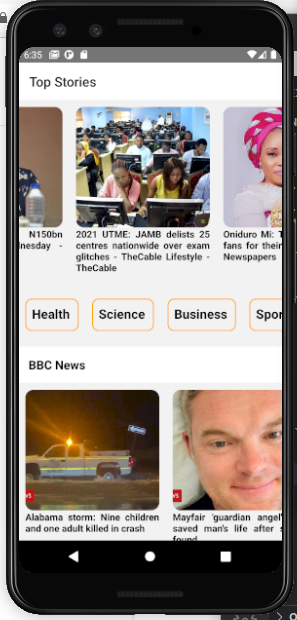 6:35
Top Stories
N150bn
lnesday -
2021 UTME: JAMB delists 25
centres nationwide over exam
glitches - TheCable Lifestyle -
TheCable
Oniduro Mi: T
fans for their
Newspapers
Health
Science
Business
Spor
BBC News
Alabama storm: Nine children
and one adult killed in crash
Mayfair 'guardian angel'
saved man's life after s
found